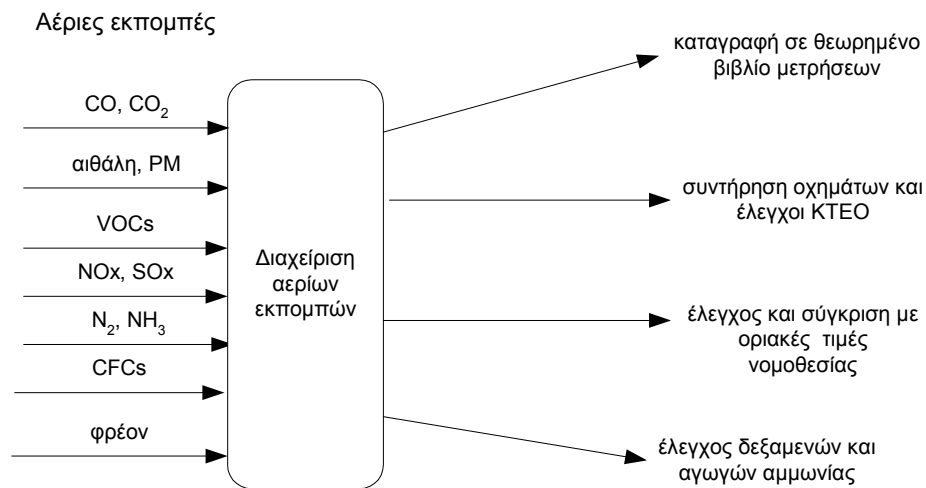 Αέριες εκπομπές
CO, CO₂
αιθάλη, PM
VOCs
NOx, SOx
N₂, NH₃
CFCs
φρέον
Διαχείριση
αερίων
εκπομπών
καταγραφή σε θεωρημένο
βιβλίο μετρήσεων
συντήρηση οχημάτων και
έλεγχοι ΚΤΕΟ
έλεγχος και σύγκριση με
οριακές τιμές
νομοθεσίας
έλεγχος δεξαμενών και
αγωγών αμμωνίας